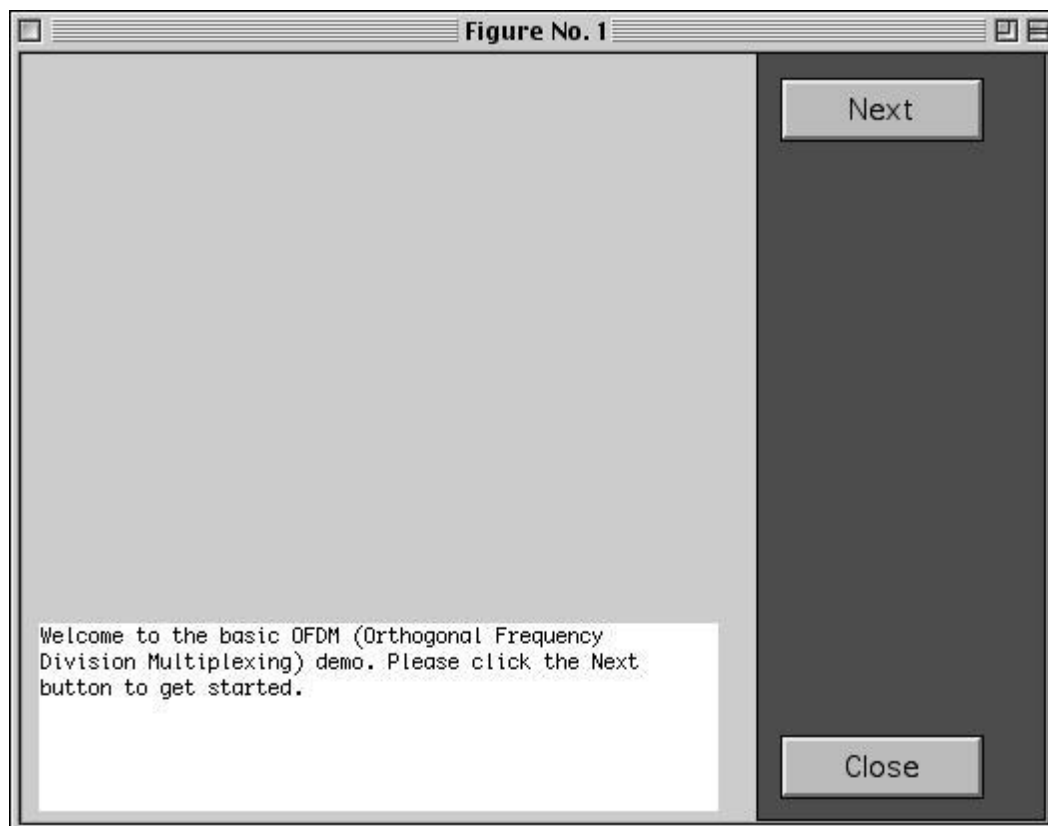 Figure No. 1
Next
Welcome to the basic OFDM (Orthogonal Frequency
Division Multiplexing) demo. Please click the Next
button to get started.
Close